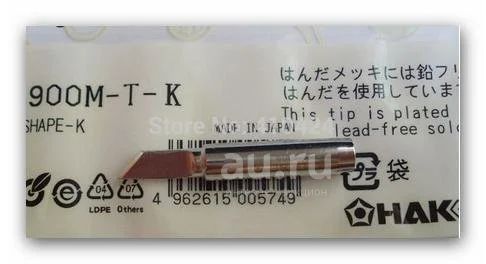 900M-T-K
SHAPE-K
はんだメッキには鉛フリ
はんだを使用しています
This tip is plated
lead-free sol
MADE IN JAPAN
au.ru
04
07
LDPE Others
4 962615 005749
袋
HAK